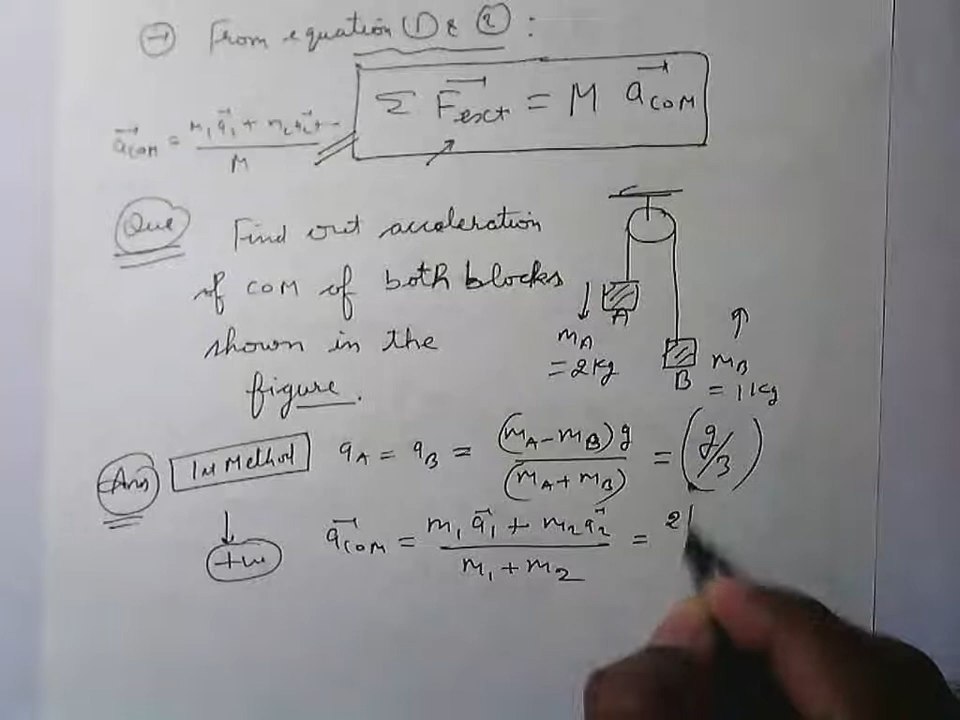 → From equation ① & ② :
Σ F⃗ext = M a⃗COM
a⃗COM = m₁a⃗₁ + m₂a⃗₂ + - / M
Que Find out acceleration
of COM of both blocks
shown in the
figure.
A
mA
= 2kg
B
mB
= 1kg
Ans Ist Method aA = aB = (mA - mB)g / (mA + mB) = (g/3)
↓ +ve
a⃗COM = m₁a⃗₁ + m₂a⃗₂ / m₁ + m₂ = 2(